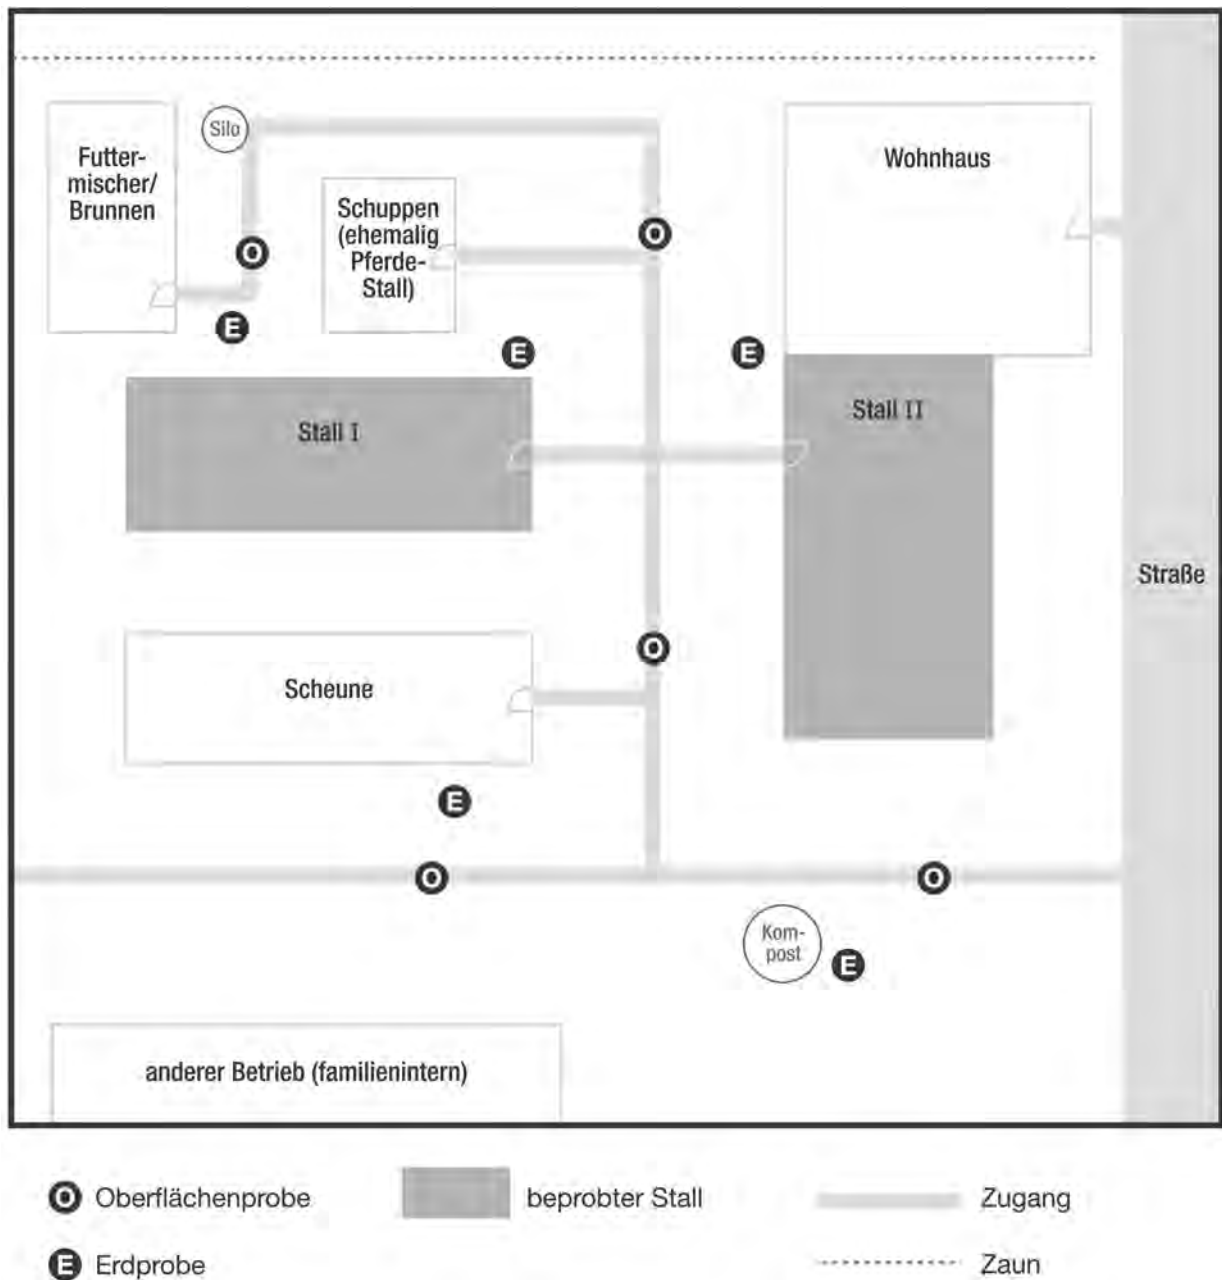 Silo
Futter-
mischer/
Brunnen
Schuppen
(ehemalig
Pferde-
Stall)
Wohnhaus
O
O
E
E
E
Stall I
Stall II
Straße
O
Scheune
E
O
O
Kom-
post
E
anderer Betrieb (familienintern)
O Oberflächenprobe
beprobter Stall
Zugang
E Erdprobe
Zaun